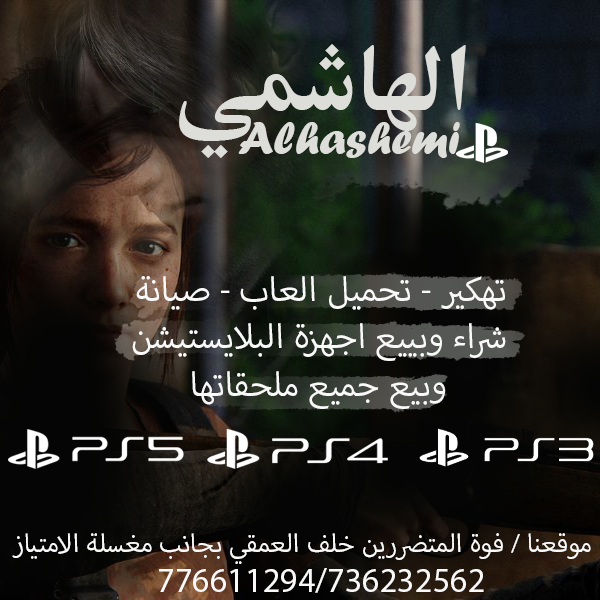 الهاشمي
Alhashemi
تهكير - تحميل العاب - صيانة
شراء وبييع اجهزة البلايستيشن
وبيع جميع ملحقاتها
PS5 PS4 PS3
موقعنا / فوة المتضررين خلف العمقي بجانب مغسلة الامتياز
776611294/736232562